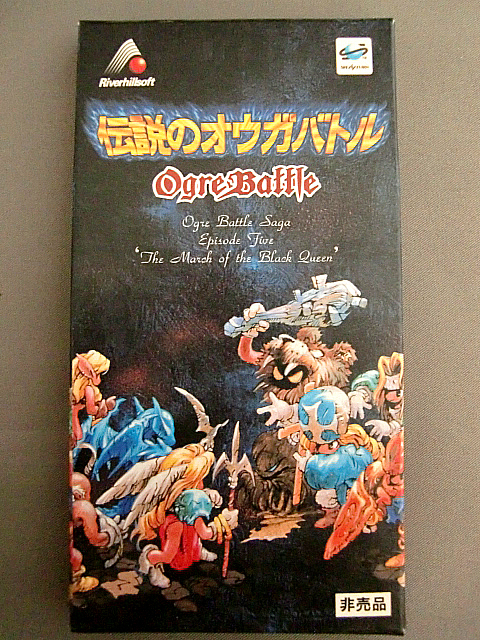 Riverhillsoft
伝説のオウガバトル
Ogre Battle
Ogre Battle Saga
Episode Five
'The March of the Black Queen'
非売品